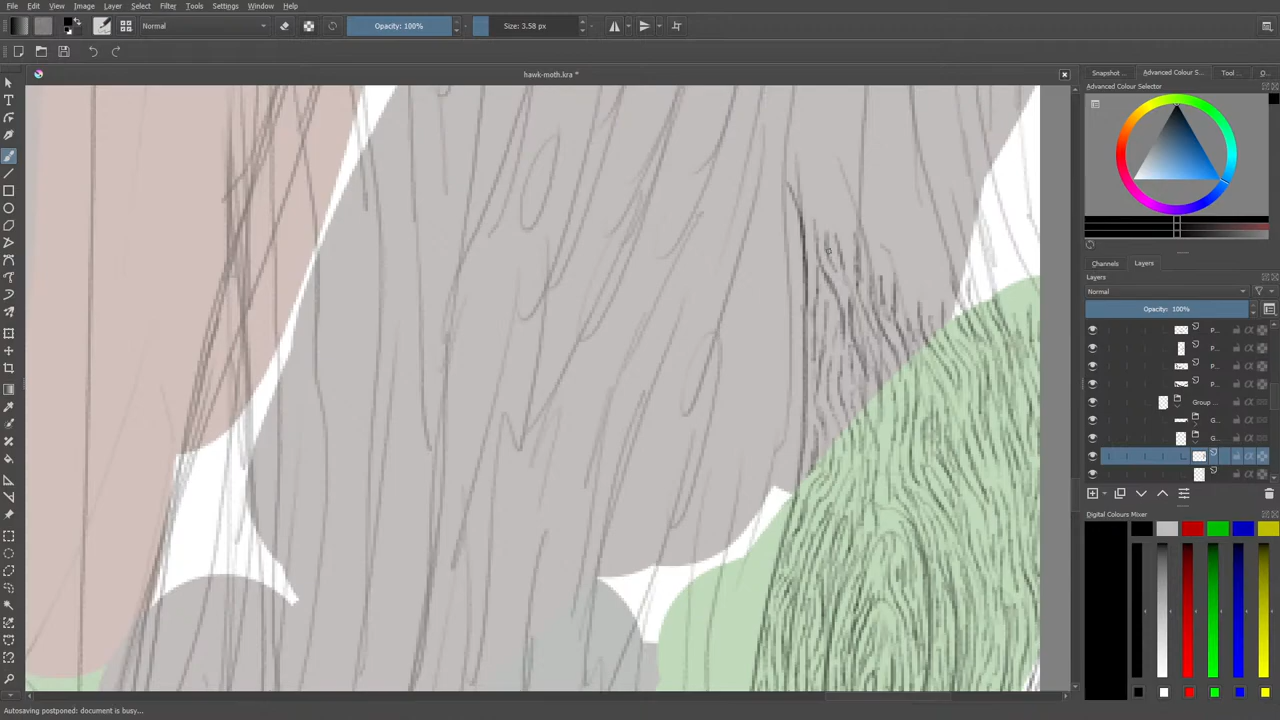 File Edit View Image Layer Select Filter Tools Settings Window Help
Normal Opacity: 100% Size: 3.58 px
hawk-moth.kra *
Snapshot ... Advanced Colour S... Tool ... O...
Advanced Colour Selector
Channels Layers
Layers
Normal
Opacity: 100%
P...
P...
P...
P...
Group ...
G...
G...
Digital Colours Mixer
Autosaving postponed: document is busy...